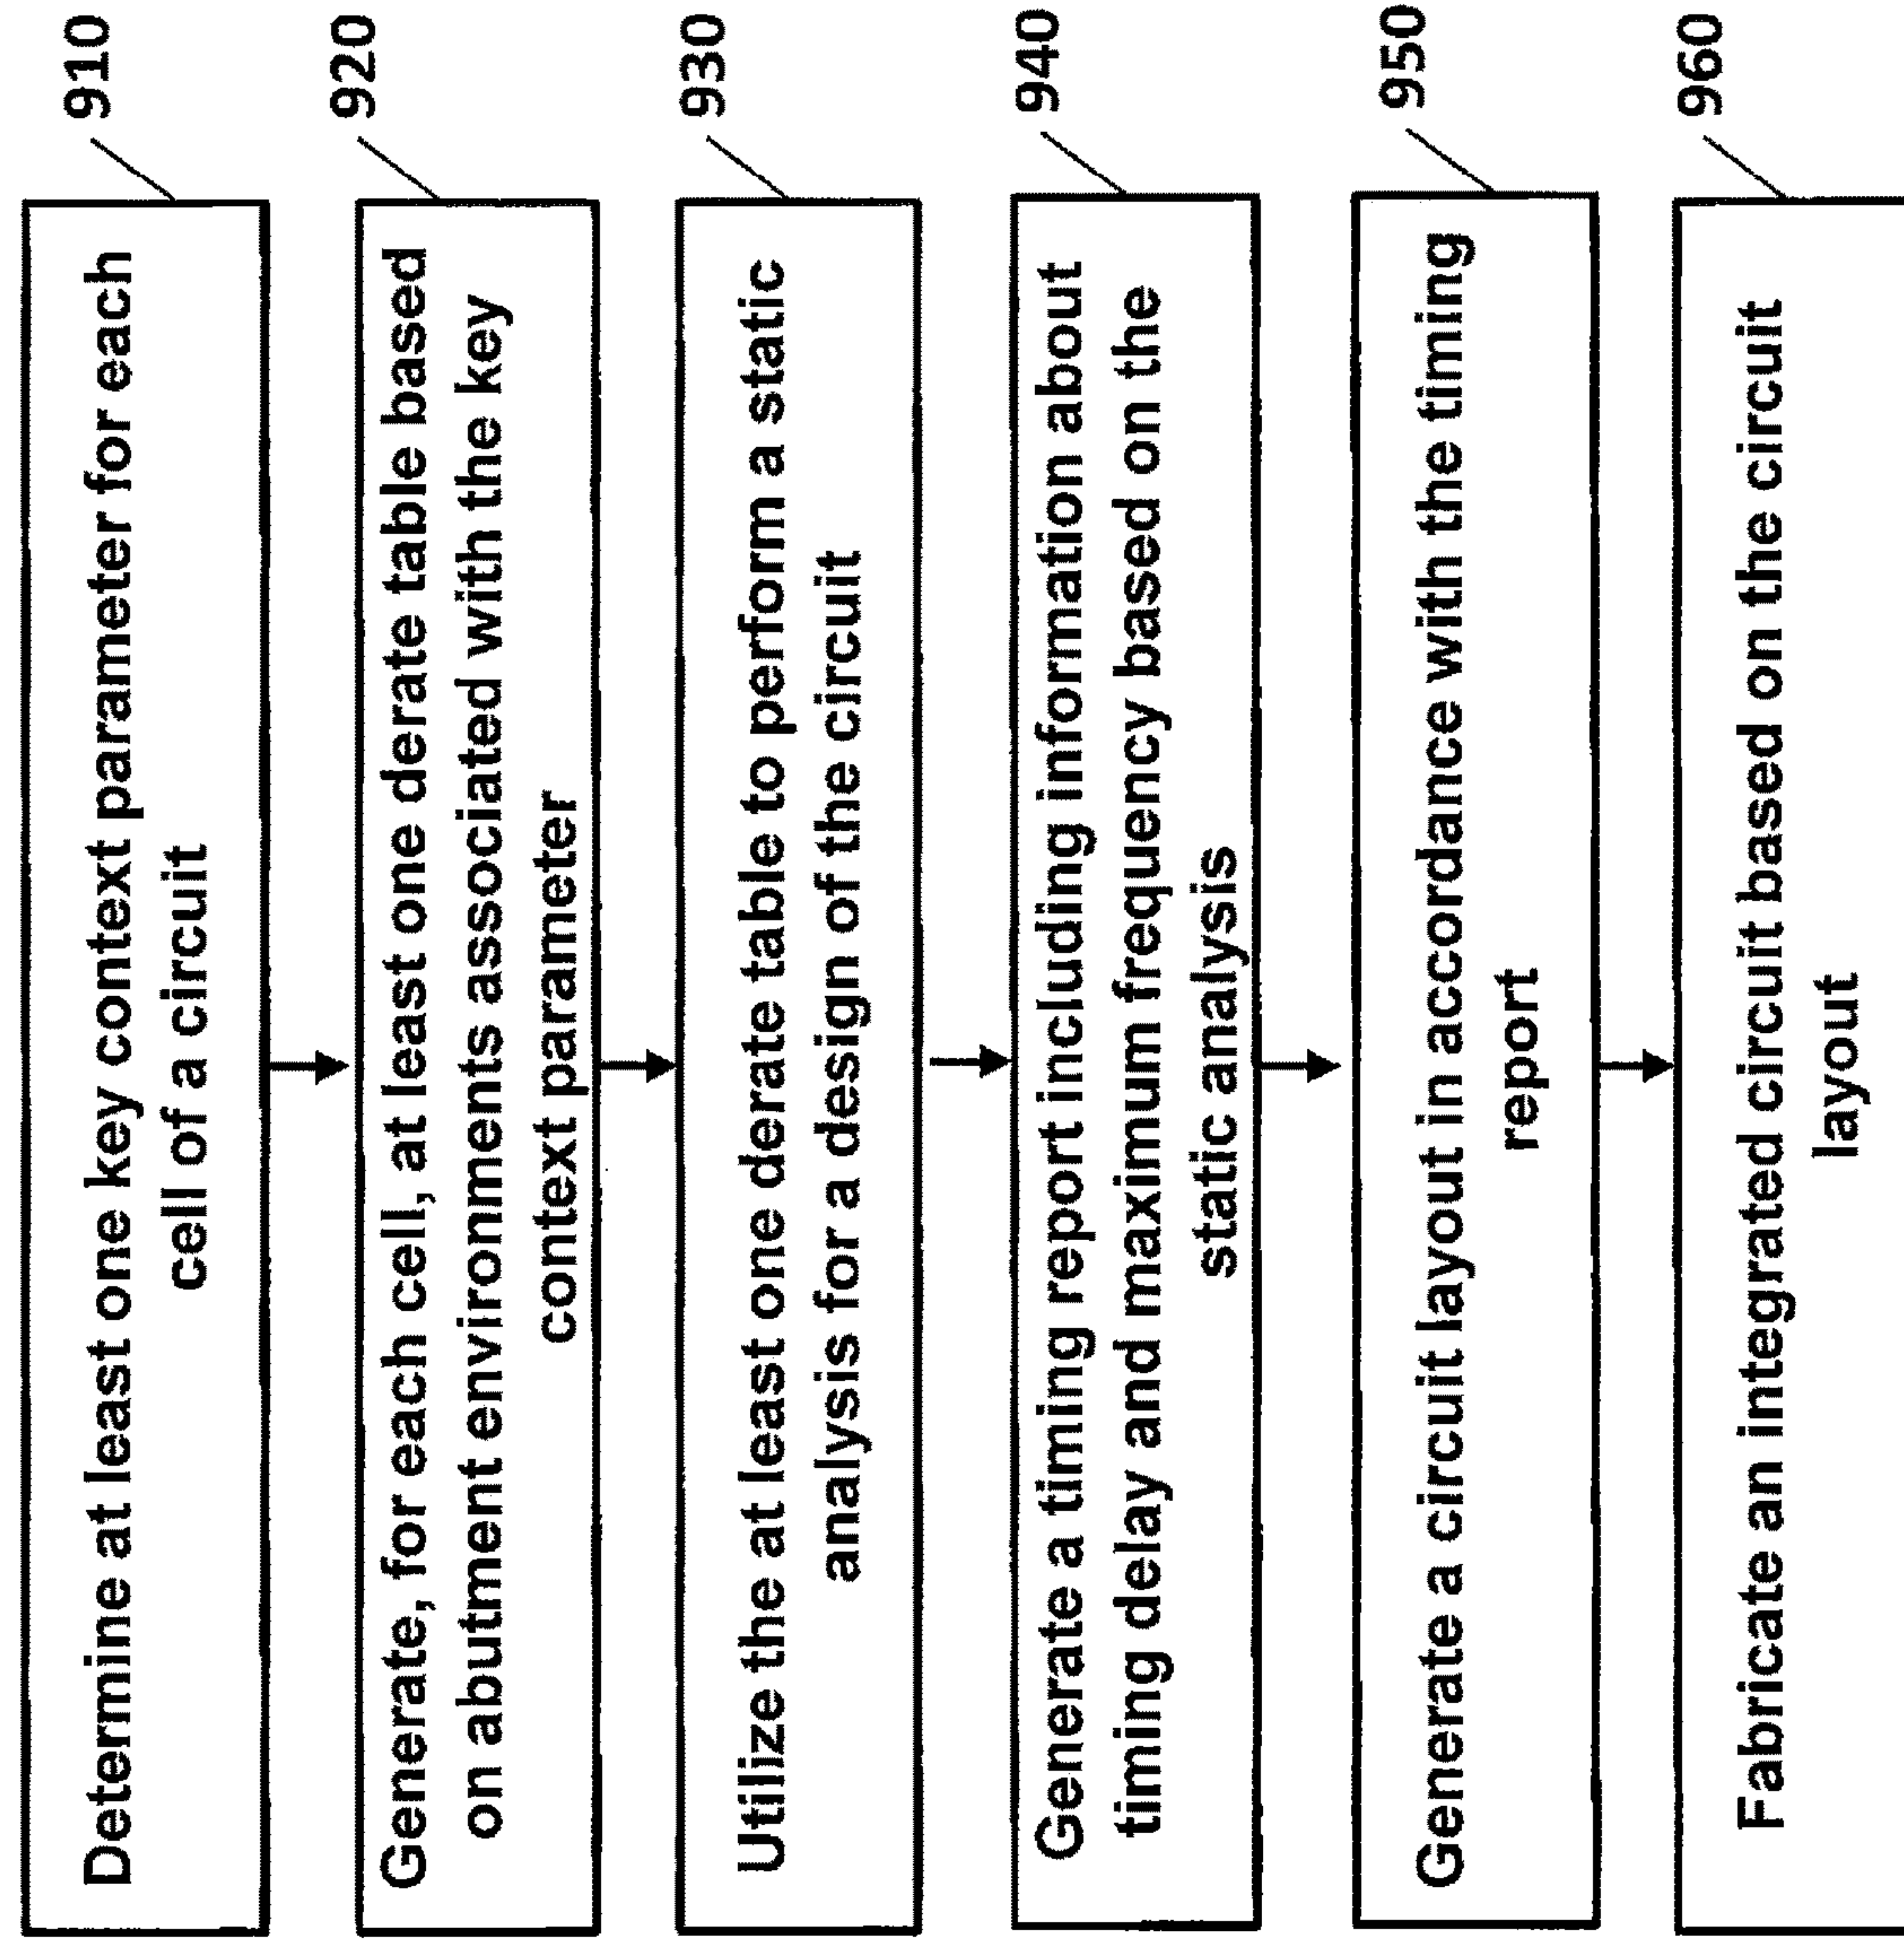 910
Determine at least one key context parameter for each
cell of a circuit
920
Generate, for each cell, at least one derate table based
on abutment environments associated with the key
context parameter
930
Utilize the at least one derate table to perform a static
analysis for a design of the circuit
940
Generate a timing report including information about
timing delay and maximum frequency based on the
static analysis
950
Generate a circuit layout in accordance with the timing
report
960
Fabricate an integrated circuit based on the circuit
layout